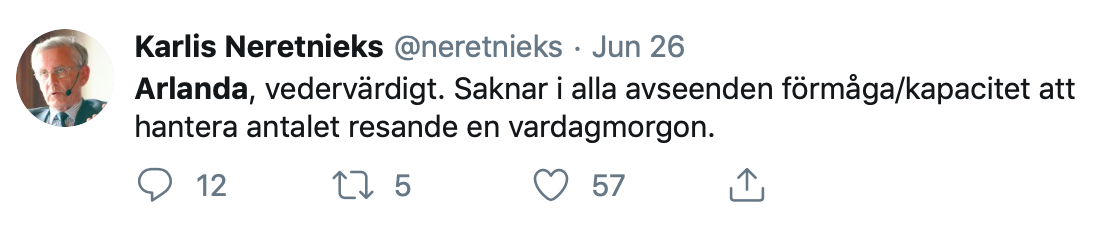 Karlis Neretnieks @neretnieks · Jun 26
Arlanda, vedervärdigt. Saknar i alla avseenden förmåga/kapacitet att
hantera antalet resande en vardagmorgon.
12 5 57